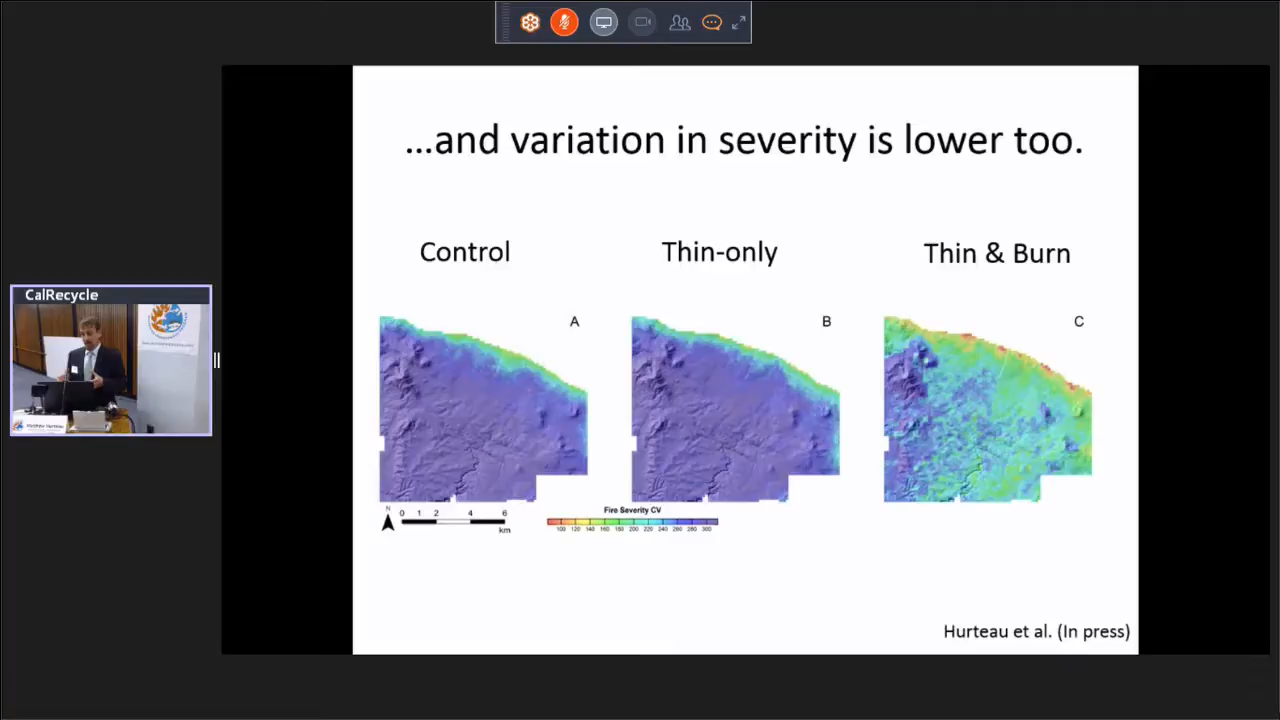 ...and variation in severity is lower too.
Control
Thin-only
Thin & Burn
CalRecycle
A
B
C
N
0 1 2 4 6
km
Fire Severity CV
100 120 140 160 180 200 220 240 260 280 300
Hurteau et al. (In press)